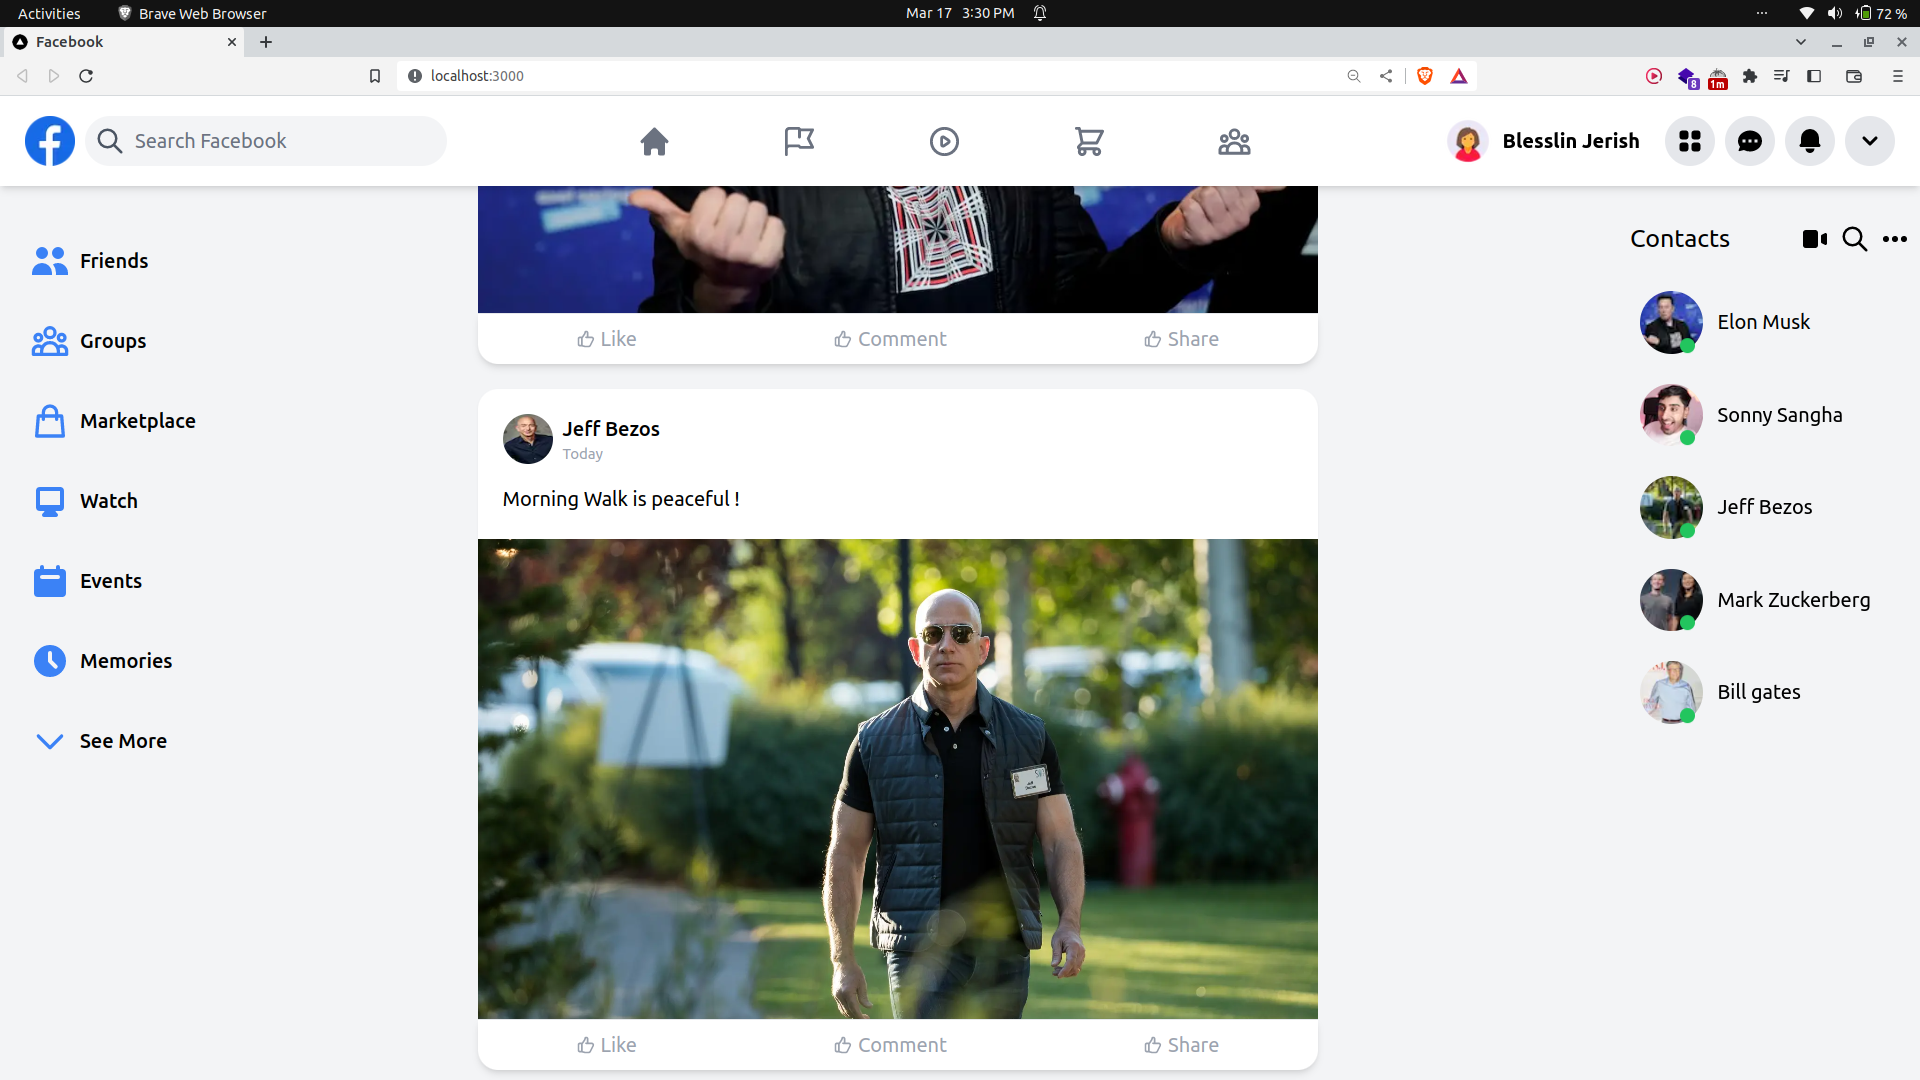 Activities Brave Web Browser Mar 17 3:30 PM 72 %
Facebook
localhost:3000 8 1m
Search Facebook Blesslin Jerish
Friends
Groups
Marketplace
Watch
Events
Memories
See More
Like Comment Share
Jeff Bezos
Today
Morning Walk is peaceful !
Like Comment Share
Contacts
Elon Musk
Sonny Sangha
Jeff Bezos
Mark Zuckerberg
Bill gates